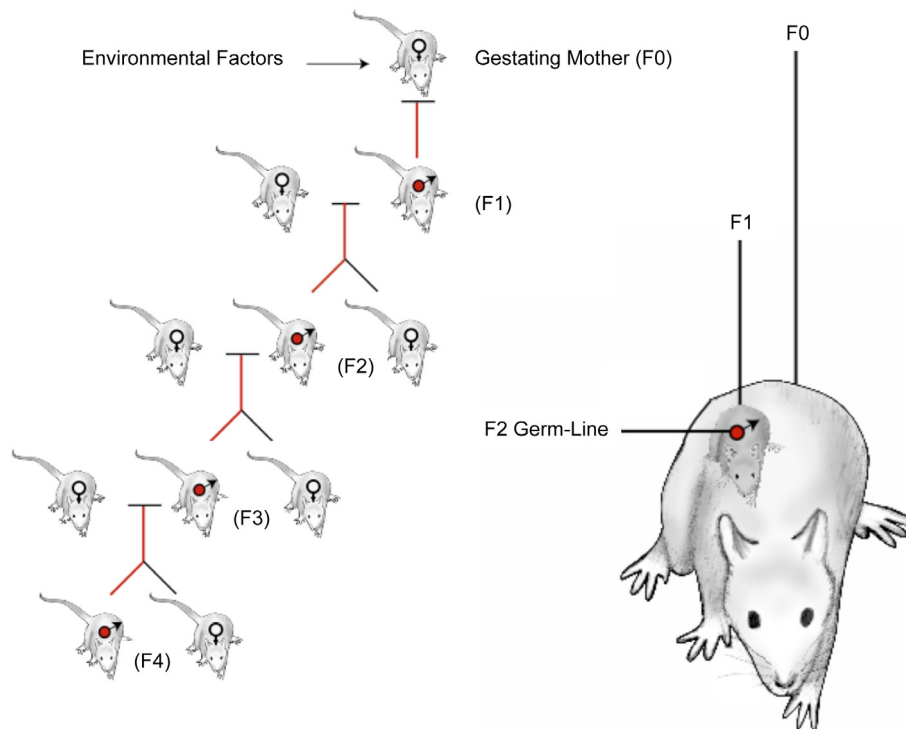 Environmental Factors
Gestating Mother (F0)
(F1)
(F2)
(F3)
(F4)
F0
F1
F2 Germ-Line